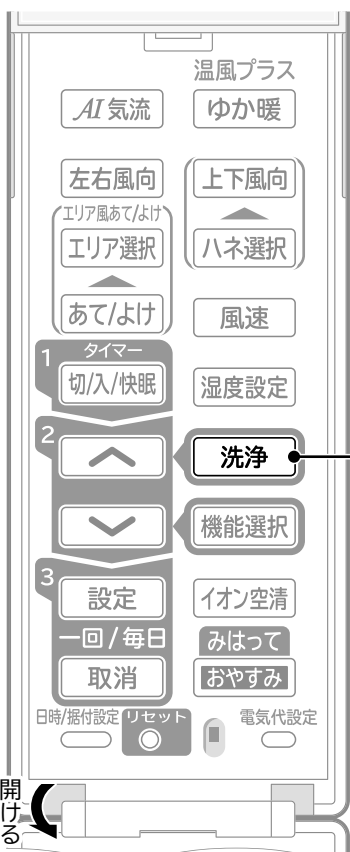 温風プラス
AI 気流
ゆか暖
左右風向
上下風向
エリア風あて/よけ
エリア選択
ハネ選択
あて/よけ
風速
1 タイマー
切/入/快眠
湿度設定
2
洗浄
機能選択
3
設定
イオン空清
一回/毎日
みはって
取消
おやすみ
日時/据付設定
リセット
電気代設定
開ける